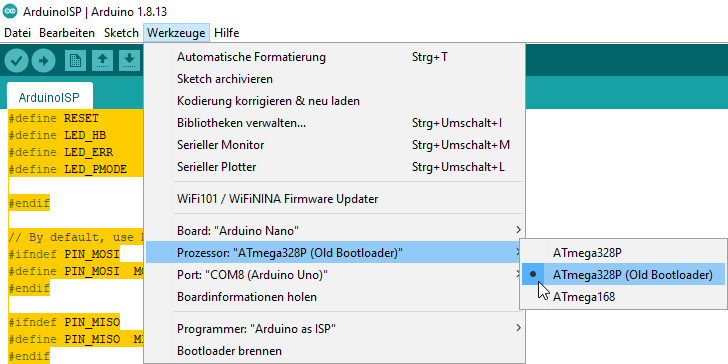 ArduinoISP | Arduino 1.8.13
Datei Bearbeiten Sketch Werkzeuge Hilfe
ArduinoISP
Automatische Formatierung Strg+T
Sketch archivieren
Kodierung korrigieren & neu laden
Bibliotheken verwalten... Strg+Umschalt+I
Serieller Monitor Strg+Umschalt+M
Serieller Plotter Strg+Umschalt+L
WiFi101 / WiFiNINA Firmware Updater
Board: "Arduino Nano"
Prozessor: "ATmega328P (Old Bootloader)"
Port: "COM8 (Arduino Uno)"
Boardinformationen holen
Programmer: "Arduino as ISP"
Bootloader brennen
ATmega328P
ATmega328P (Old Bootloader)
ATmega168
#define RESET
#define LED_HB
#define LED_ERR
#define LED_PMODE
#endif
// By default, use
#ifndef PIN_MOSI
#define PIN_MOSI
#endif
#ifndef PIN_MISO
#define PIN_MISO
#endif